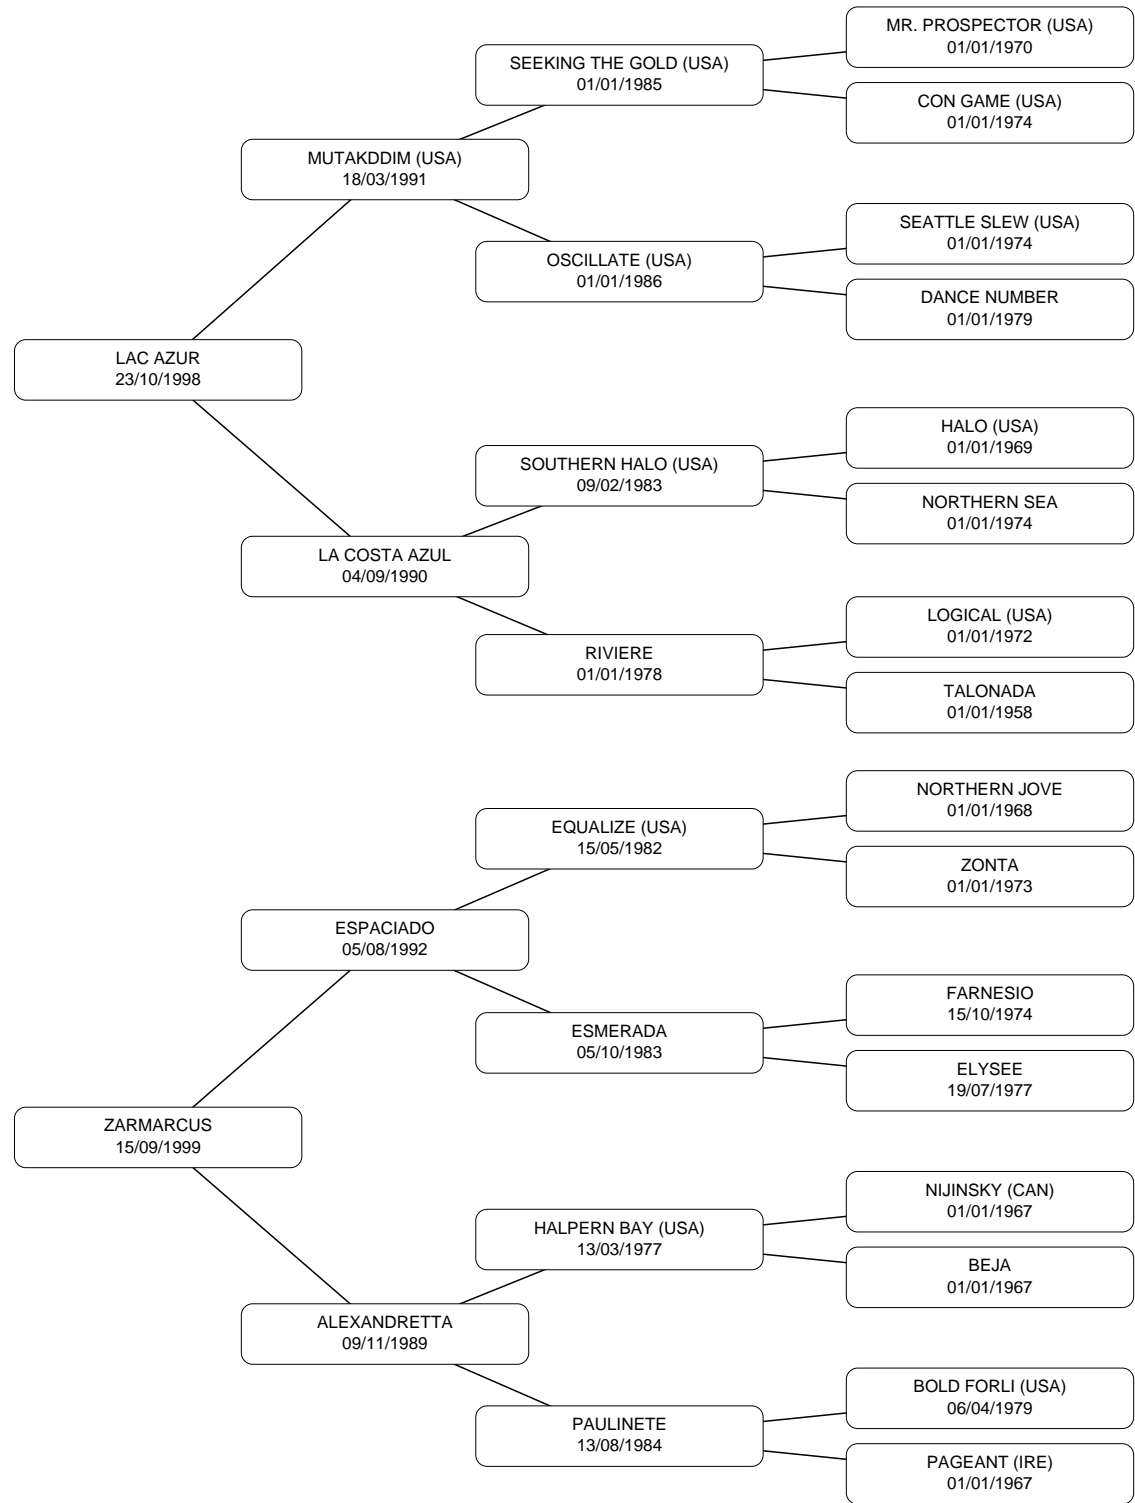 MR. PROSPECTOR (USA)
01/01/1970
SEEKING THE GOLD (USA)
01/01/1985
CON GAME (USA)
01/01/1974
MUTAKDDIM (USA)
18/03/1991
SEATTLE SLEW (USA)
01/01/1974
OSCILLATE (USA)
01/01/1986
DANCE NUMBER
01/01/1979
LAC AZUR
23/10/1998
HALO (USA)
01/01/1969
SOUTHERN HALO (USA)
09/02/1983
NORTHERN SEA
01/01/1974
LA COSTA AZUL
04/09/1990
LOGICAL (USA)
01/01/1972
RIVIERE
01/01/1978
TALONADA
01/01/1958
NORTHERN JOVE
01/01/1968
EQUALIZE (USA)
15/05/1982
ZONTA
01/01/1973
ESPACIADO
05/08/1992
FARNESIO
15/10/1974
ESMERADA
05/10/1983
ELYSEE
19/07/1977
ZARMARCUS
15/09/1999
NIJINSKY (CAN)
01/01/1967
HALPERN BAY (USA)
13/03/1977
BEJA
01/01/1967
ALEXANDRETTA
09/11/1989
BOLD FORLI (USA)
06/04/1979
PAULINETE
13/08/1984
PAGEANT (IRE)
01/01/1967